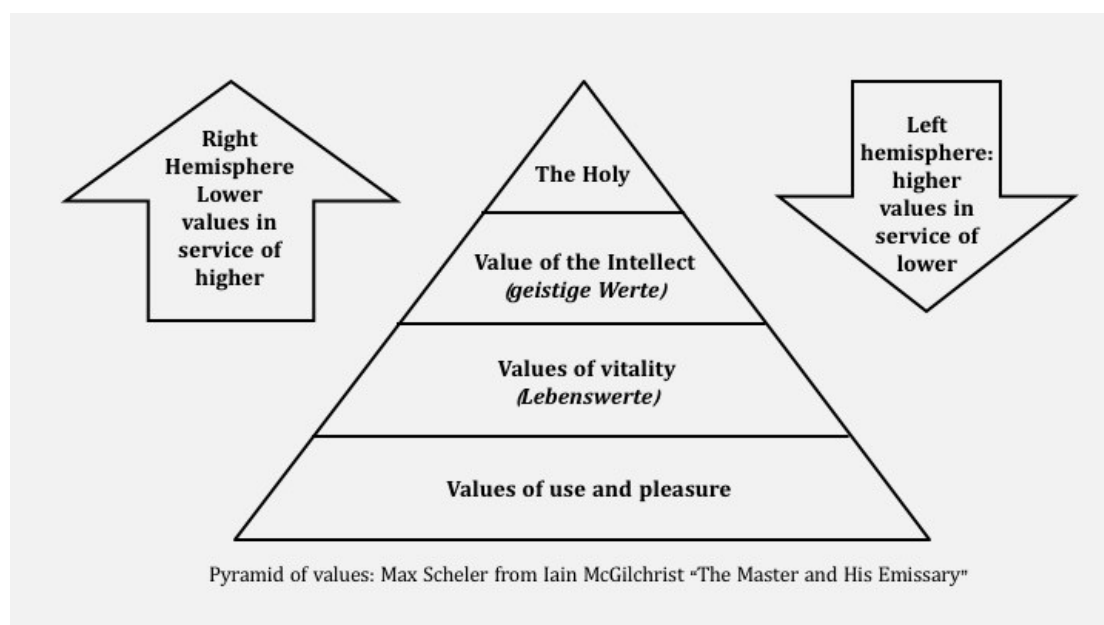 Right
Hemisphere
Lower
values in
service of
higher
The Holy
Value of the Intellect
(geistige Werte)
Values of vitality
(Lebenswerte)
Values of use and pleasure
Left
hemisphere:
higher
values in
service of
lower
Pyramid of values: Max Scheler from Iain McGilchrist “The Master and His Emissary”